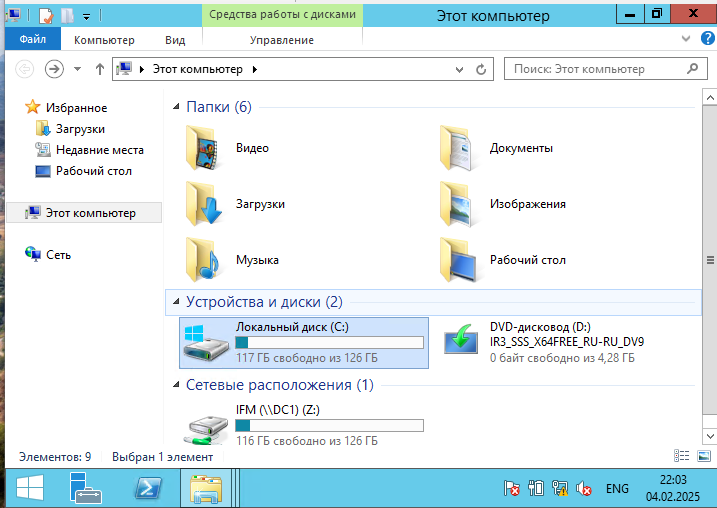 Средства работы с дисками
Этот компьютер
Файл
Компьютер
Вид
Управление
Этот компьютер
Поиск: Этот компьютер
Избранное
Загрузки
Недавние места
Рабочий стол
Этот компьютер
Сеть
Папки (6)
Видео
Документы
Загрузки
Изображения
Музыка
Рабочий стол
Устройства и диски (2)
Локальный диск (C:)
117 ГБ свободно из 126 ГБ
DVD-дисковод (D:)
IR3_SSS_X64FREE_RU-RU_DV9
0 байт свободно из 4,28 ГБ
Сетевые расположения (1)
IFM (\\DC1) (Z:)
116 ГБ свободно из 126 ГБ
Элементов: 9
Выбран 1 элемент
ENG
22:03
04.02.2025